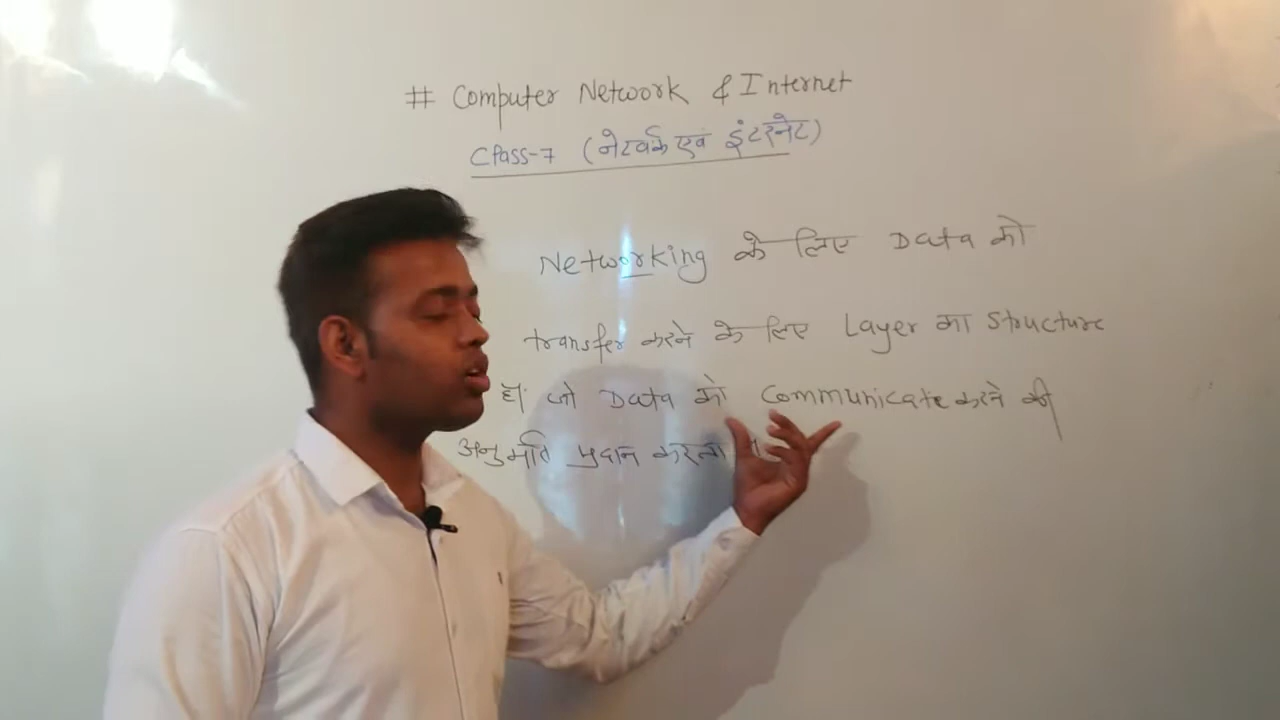 # Computer Network & Internet
Class-7 (नेटवर्क एवं इंटरनेट)
Networking के लिए Data को
transfer करने के लिए Layer का Structure
है। जो Data को Communicate करने की
अनुमति प्रदान करता